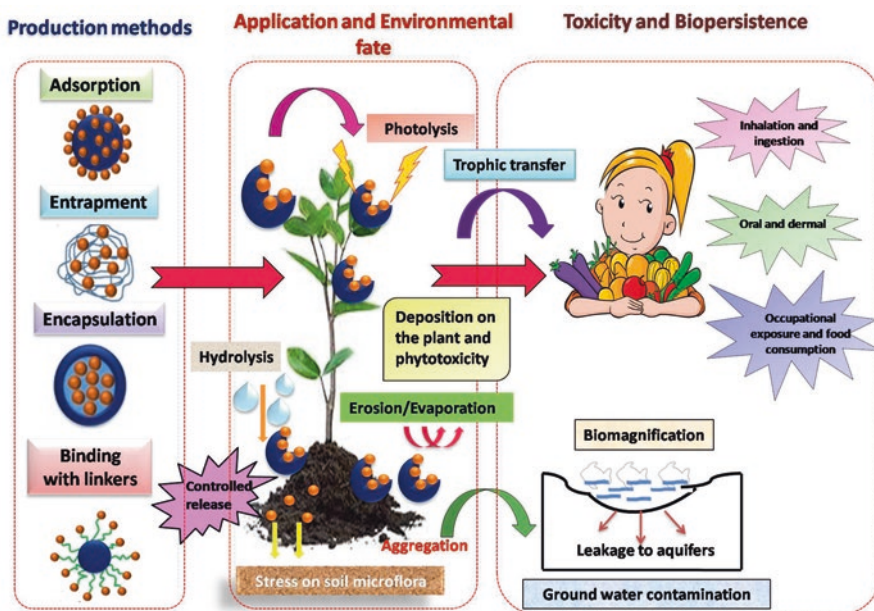 Production methods
Application and Environmental
fate
Toxicity and Biopersistence
Adsorption
Entrapment
Encapsulation
Binding
with linkers
Photolysis
Hydrolysis
Deposition on
the plant and
phytotoxicity
Erosion/Evaporation
Controlled
release
Aggregation
Stress on soil microflora
Trophic transfer
Inhalation and
ingestion
Oral and dermal
Occupational
exposure and food
consumption
Biomagnification
Leakage to aquifers
Ground water contamination